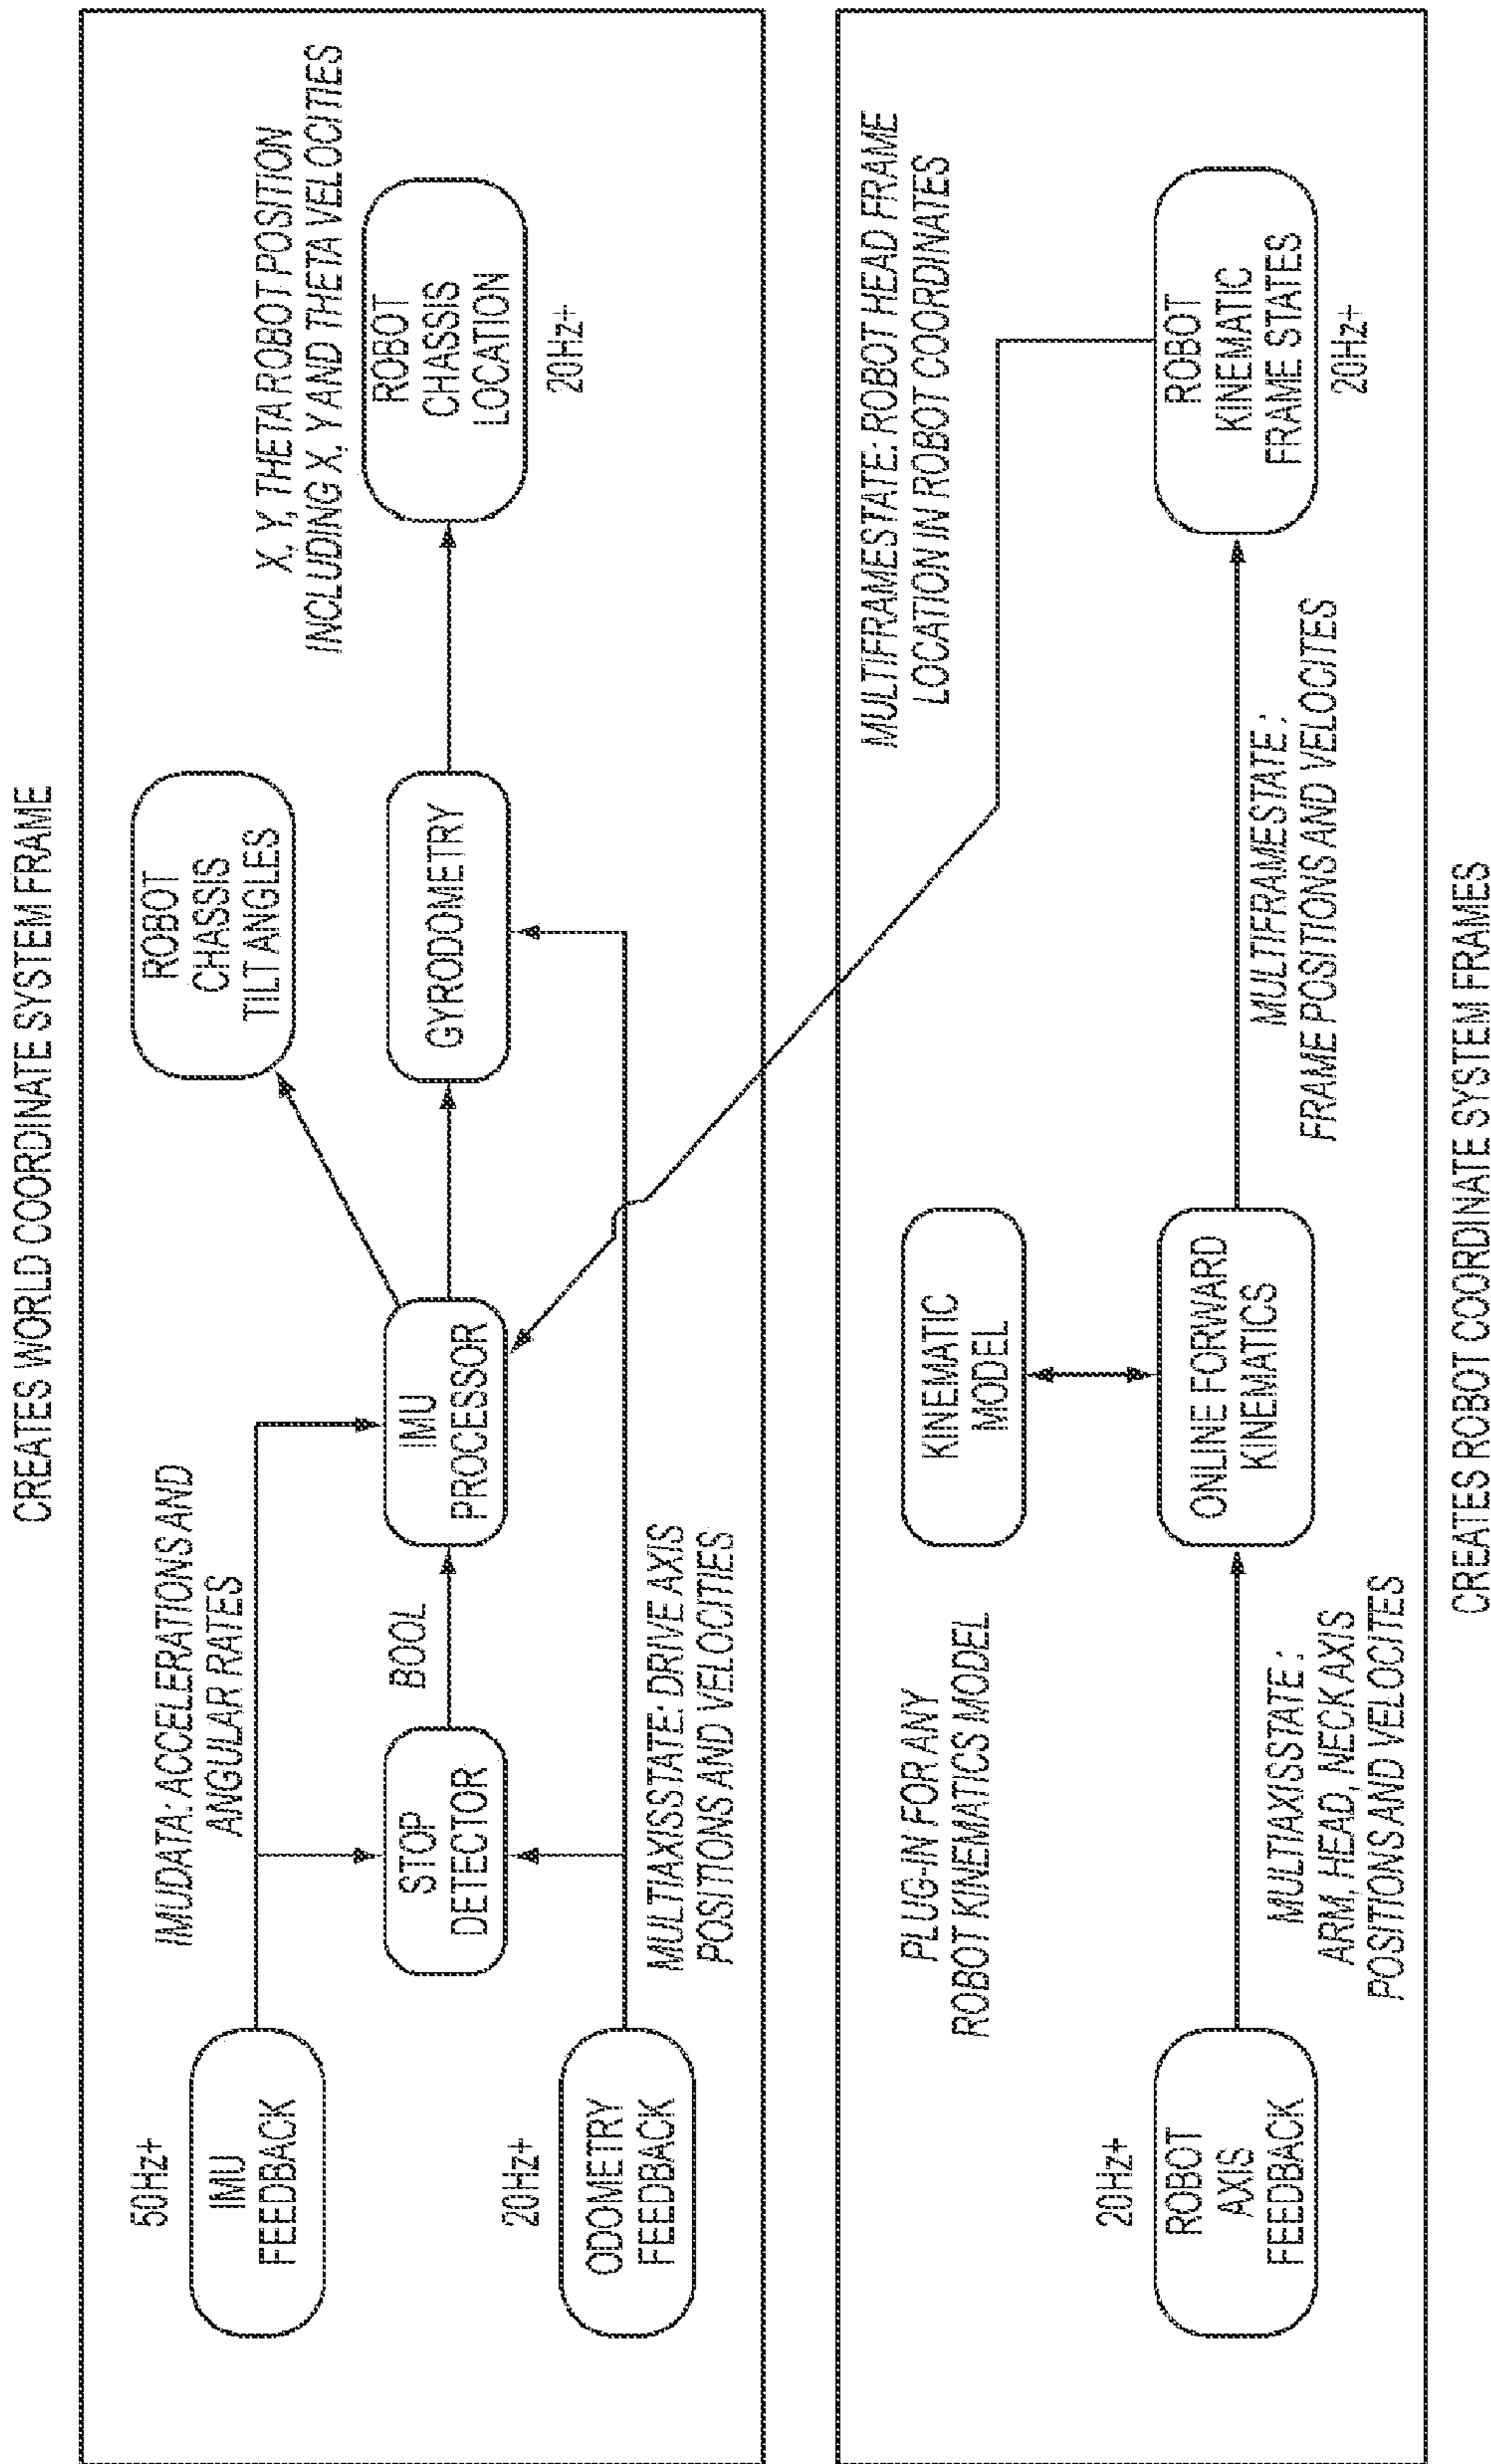 CREATES WORLD COORDINATE SYSTEM FRAME
50Hz+
IMU
FEEDBACK
IMUDATA: ACCELERATIONS AND
ANGULAR RATES
20Hz+
ODOMETRY
FEEDBACK
STOP
DETECTOR
BOOL
MULTIAXISSTATE: DRIVE AXIS
POSITIONS AND VELOCITIES
IMU
PROCESSOR
ROBOT
CHASSIS
TILT ANGLES
GYRODOMETRY
X, Y, THETA ROBOT POSITION
INCLUDING X, Y AND THETA VELOCITIES
ROBOT
CHASSIS
LOCATION
20Hz+
MULTIFRAMESTATE: ROBOT HEAD FRAME
LOCATION IN ROBOT COORDINATES
PLUG-IN FOR ANY
ROBOT KINEMATICS MODEL
KINEMATIC
MODEL
20Hz+
ROBOT
AXIS
FEEDBACK
MULTIAXISSTATE:
ARM, HEAD, NECK AXIS
POSITIONS AND VELOCITES
ONLINE FORWARD
KINEMATICS
MULTIFRAMESTATE:
FRAME POSITIONS AND VELOCITES
ROBOT
KINEMATIC
FRAME STATES
20Hz+
CREATES ROBOT COORDINATE SYSTEM FRAMES